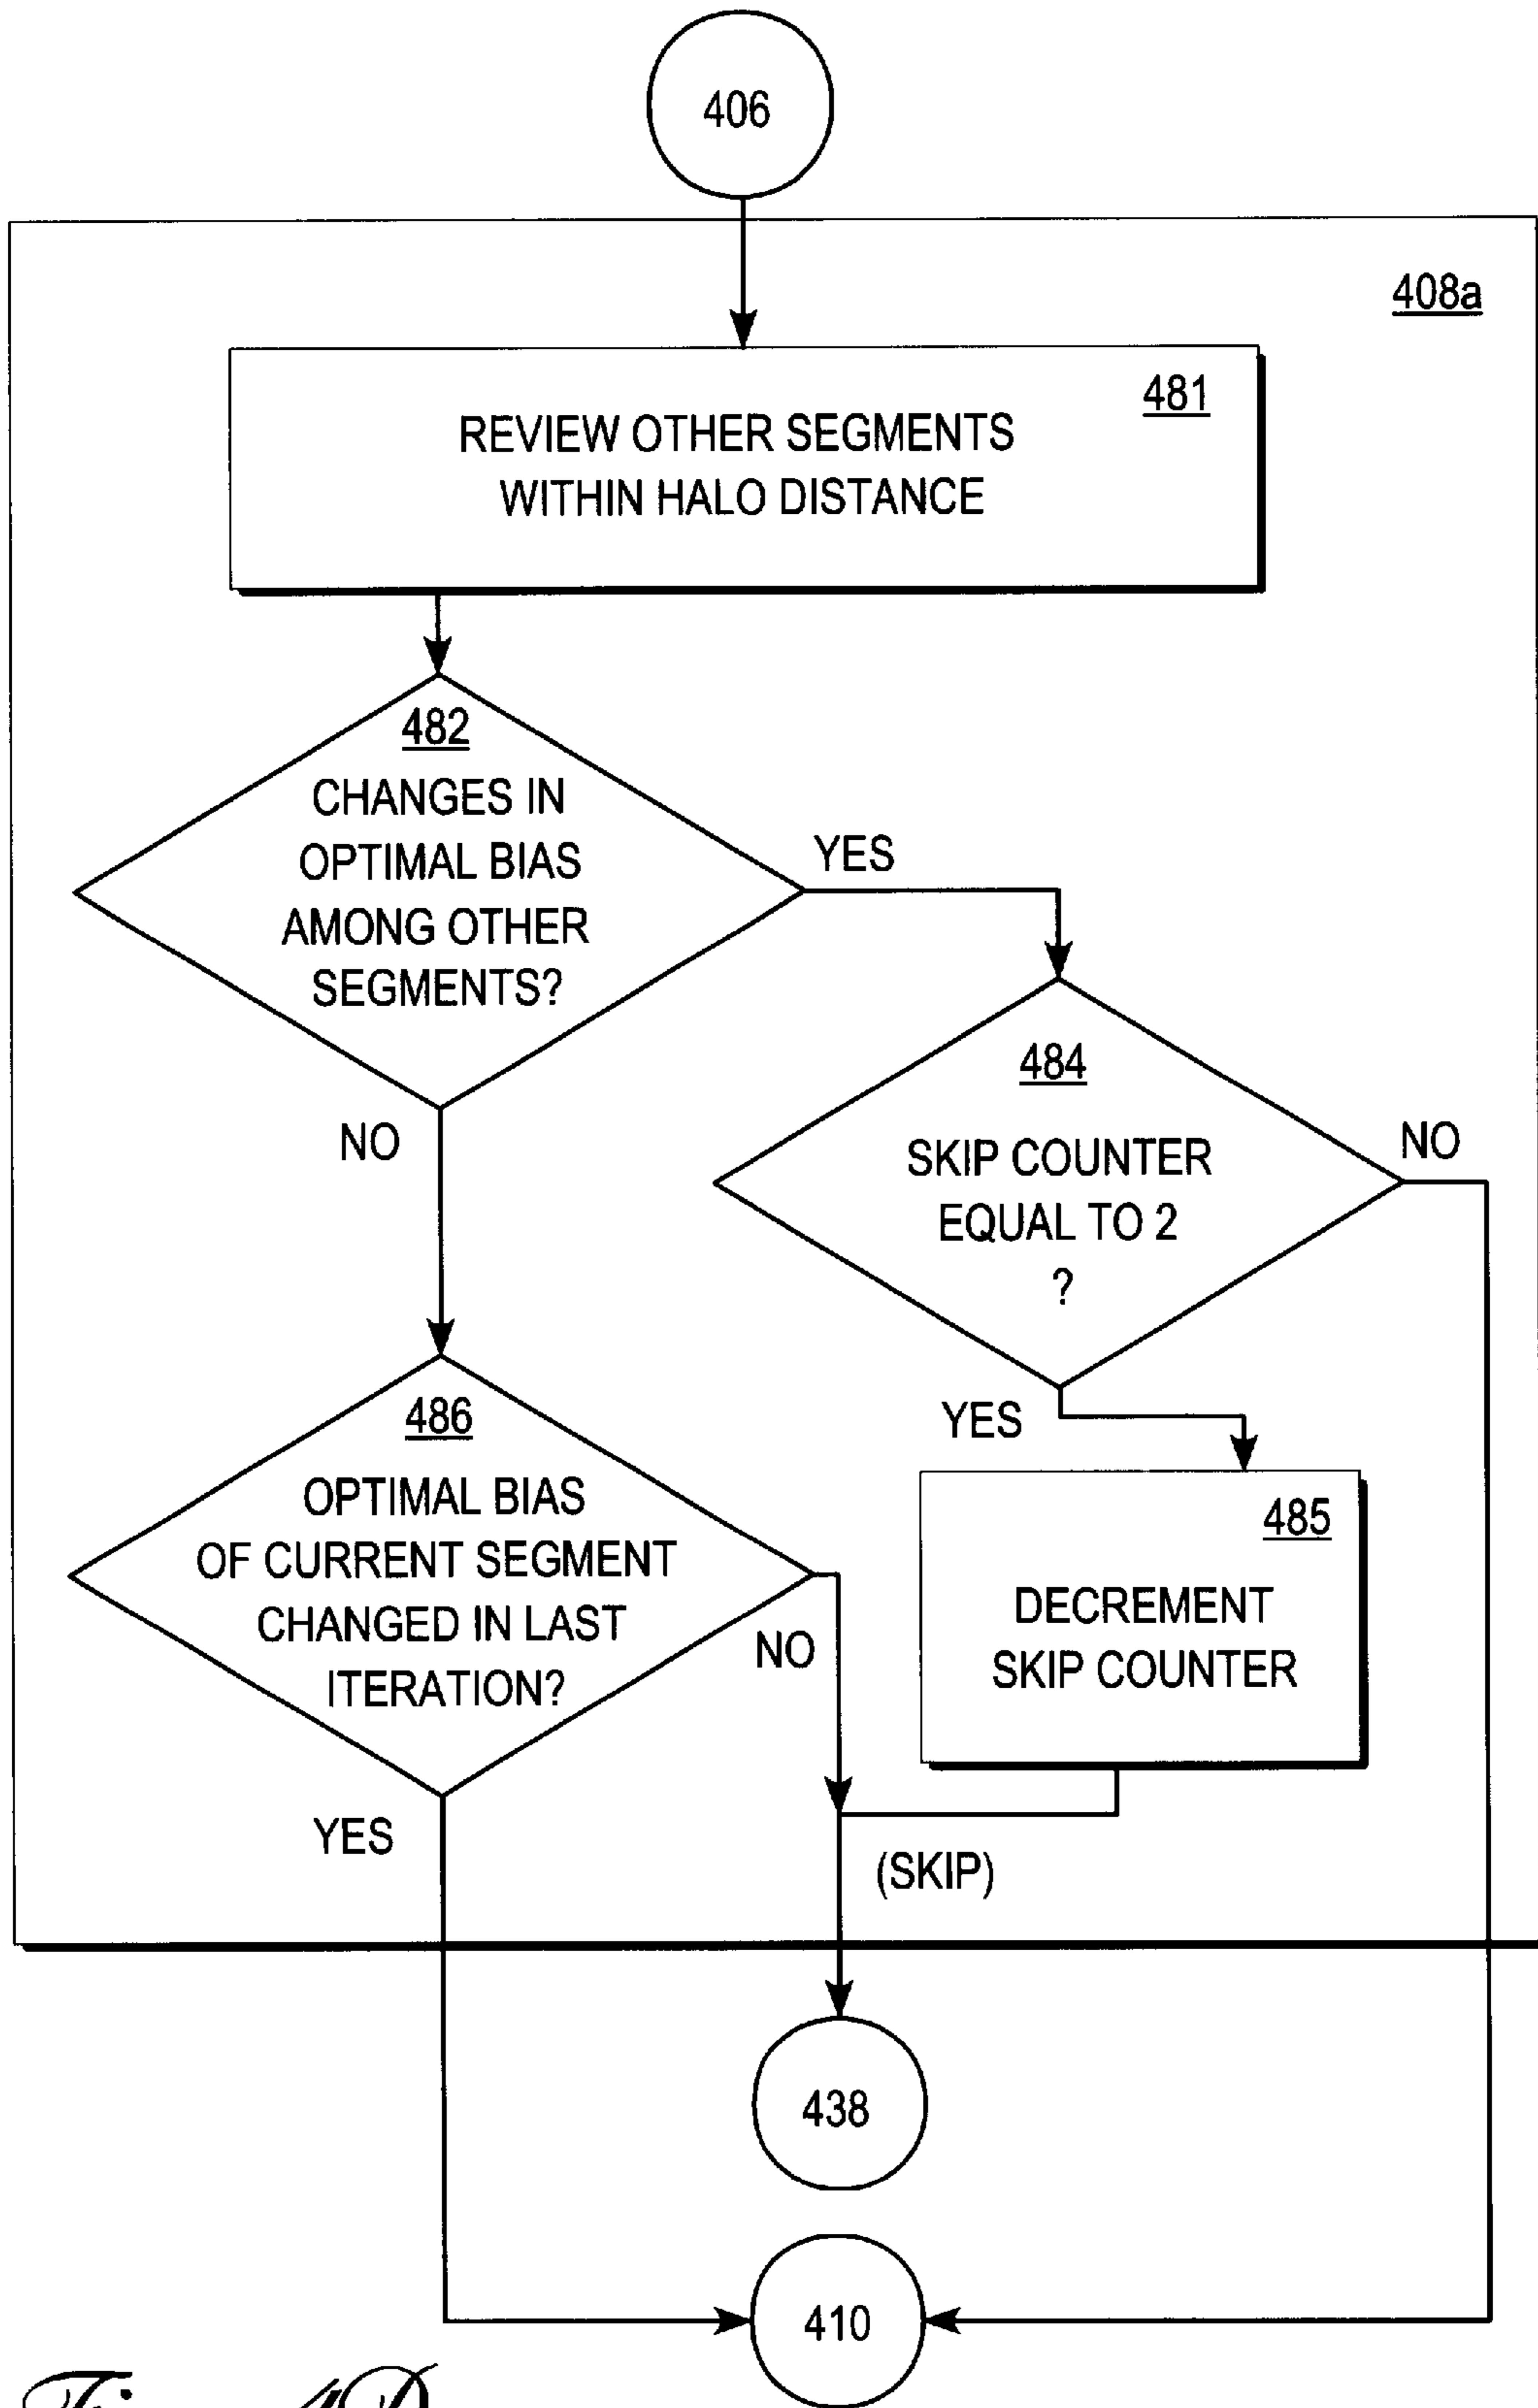 406
408a
481
REVIEW OTHER SEGMENTS
WITHIN HALO DISTANCE
482
CHANGES IN
OPTIMAL BIAS
AMONG OTHER
SEGMENTS?
YES
NO
484
SKIP COUNTER
EQUAL TO 2
?
NO
YES
486
OPTIMAL BIAS
OF CURRENT SEGMENT
CHANGED IN LAST
ITERATION?
NO
YES
485
DECREMENT
SKIP COUNTER
(SKIP)
438
410